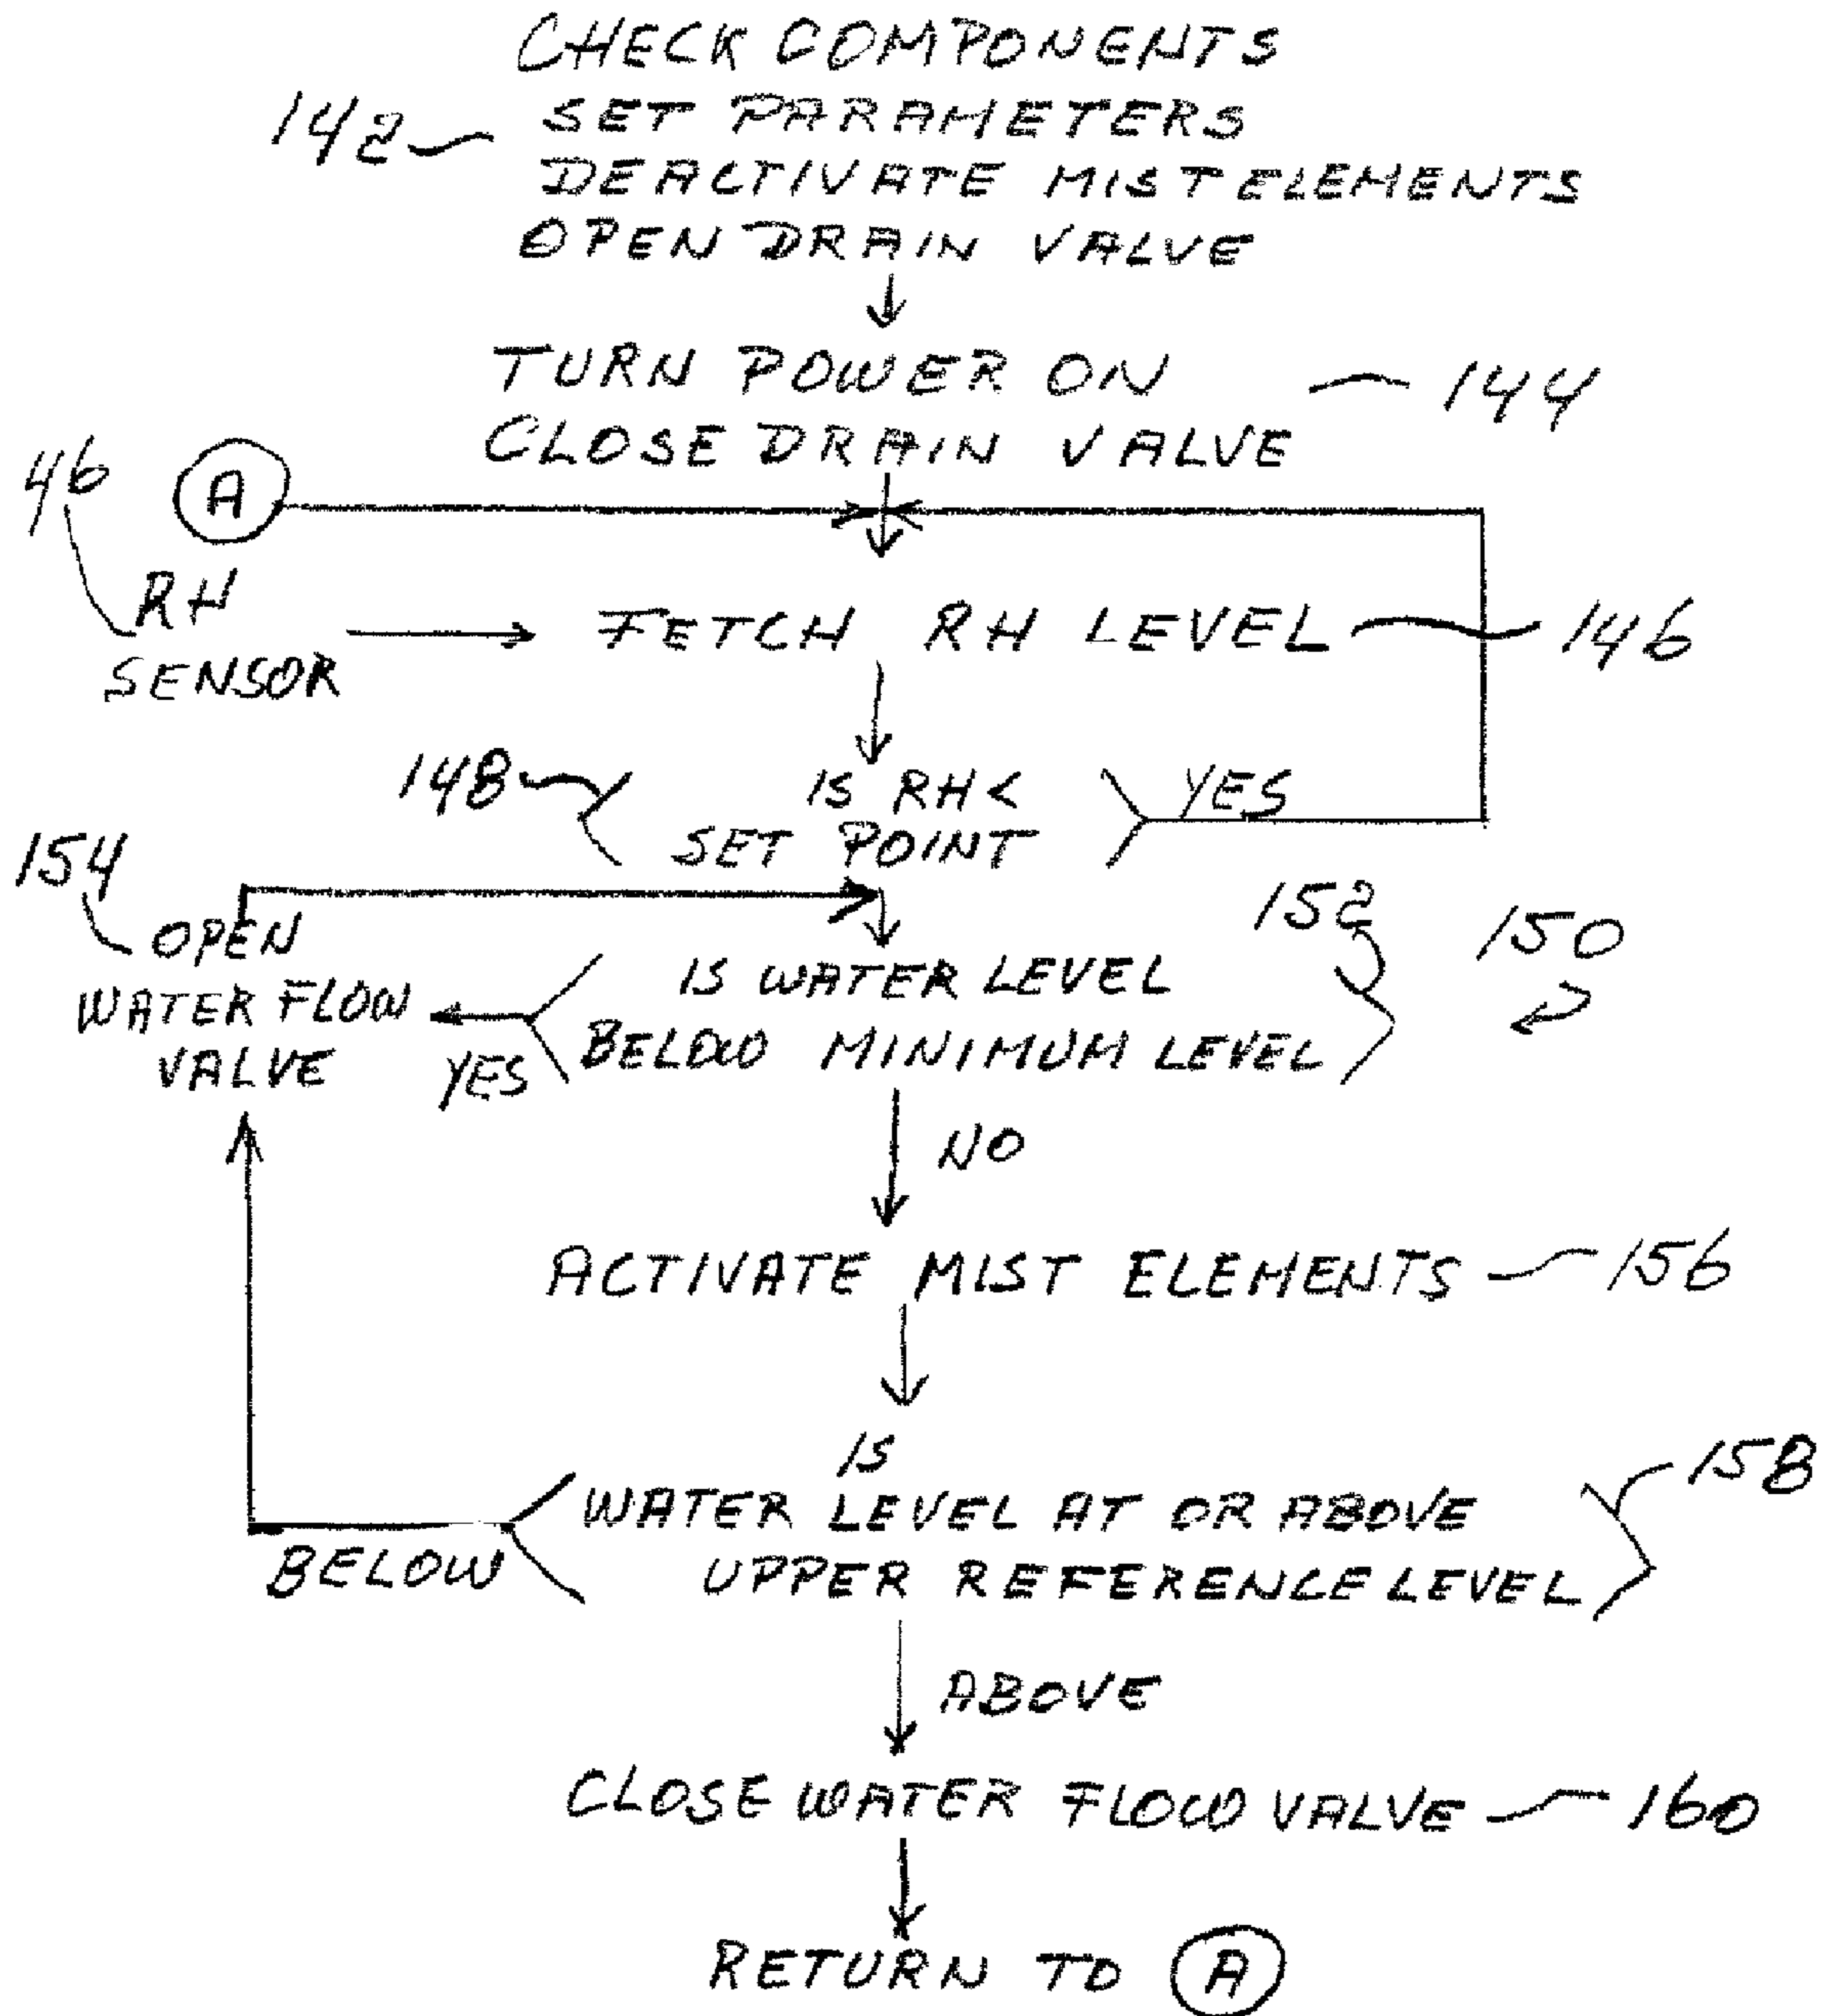 CHECK COMPONENTS
142
SET PARAMETERS
DEACTIVATE MIST ELEMENTS
OPEN DRAIN VALVE
TURN POWER ON
144
CLOSE DRAIN VALVE
46
A
RH
SENSOR
FETCH RH LEVEL
146
148
IS RH <
SET POINT
YES
154
OPEN
WATER FLOW
VALVE
YES
152
150
IS WATER LEVEL
BELOW MINIMUM LEVEL
NO
ACTIVATE MIST ELEMENTS
156
IS
WATER LEVEL AT OR ABOVE
UPPER REFERENCE LEVEL
158
BELOW
ABOVE
CLOSE WATER FLOW VALVE
160
RETURN TO A